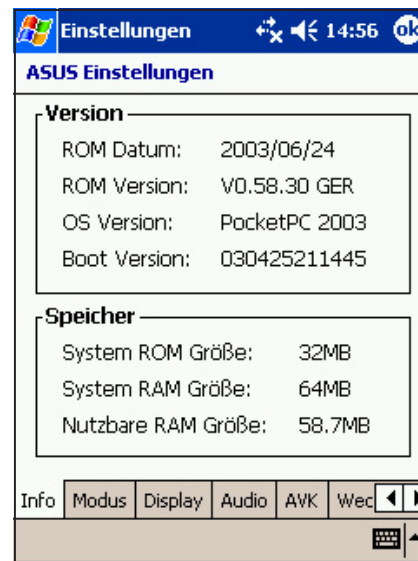 Einstellungen 14:56 ok
ASUS Einstellungen
Version
ROM Datum: 2003/06/24
ROM Version: V0.58.30 GER
OS Version: PocketPC 2003
Boot Version: 030425211445
Speicher
System ROM Größe: 32MB
System RAM Größe: 64MB
Nutzbare RAM Größe: 58.7MB
Info Modus Display Audio AVK Wec